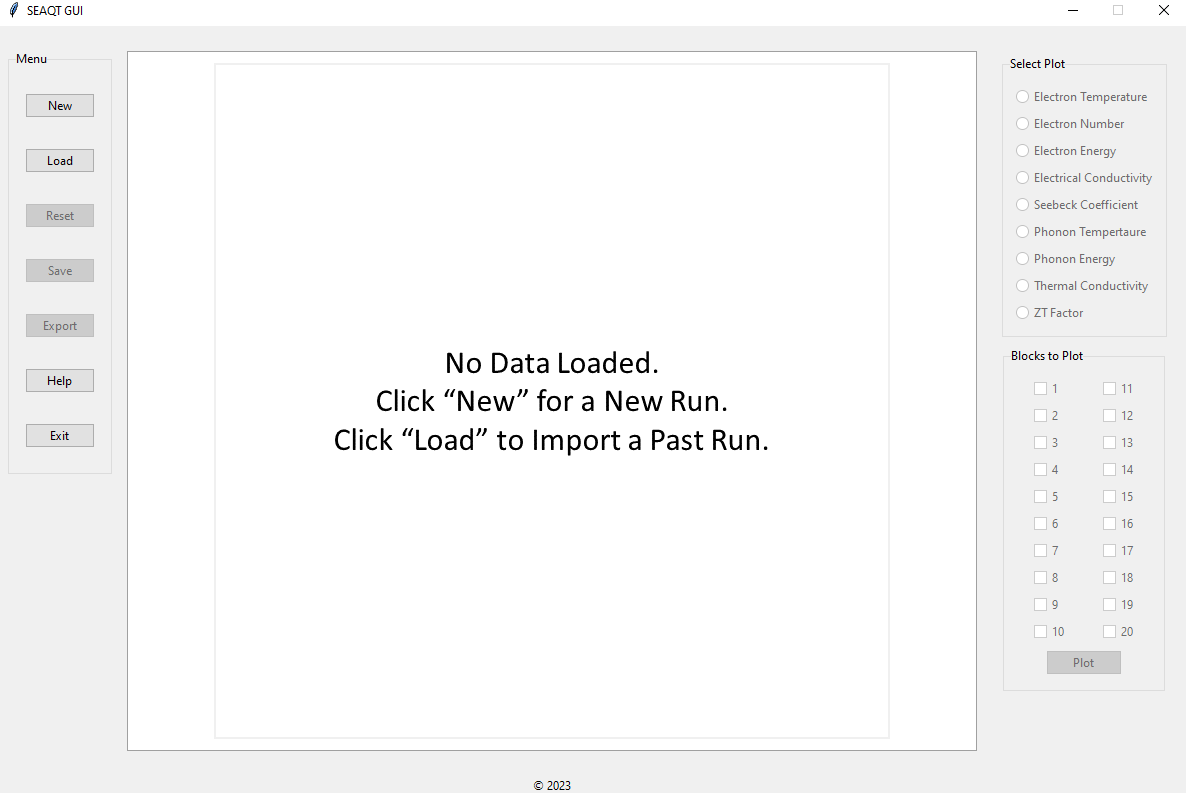 SEAQT GUI
Menu
New
Load
Reset
Save
Export
Help
Exit
No Data Loaded.
Click “New” for a New Run.
Click “Load” to Import a Past Run.
Select Plot
Electron Temperature
Electron Number
Electron Energy
Electrical Conductivity
Seebeck Coefficient
Phonon Tempertaure
Phonon Energy
Thermal Conductivity
ZT Factor
Blocks to Plot
1 11
2 12
3 13
4 14
5 15
6 16
7 17
8 18
9 19
10 20
Plot
© 2023